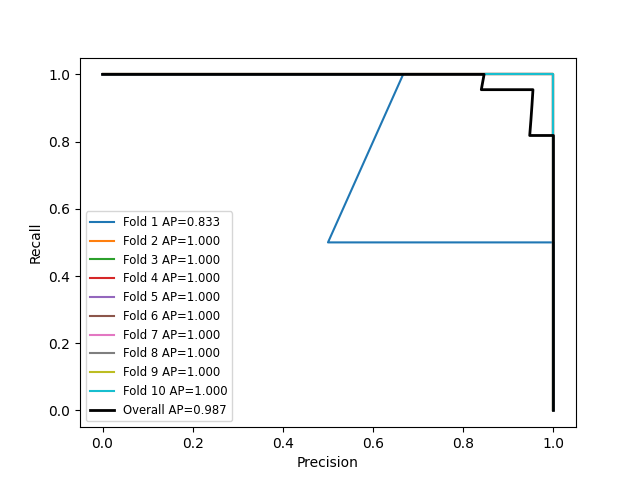 1.0
0.8
0.6
0.4
0.2
0.0
Recall
Fold 1 AP=0.833
Fold 2 AP=1.000
Fold 3 AP=1.000
Fold 4 AP=1.000
Fold 5 AP=1.000
Fold 6 AP=1.000
Fold 7 AP=1.000
Fold 8 AP=1.000
Fold 9 AP=1.000
Fold 10 AP=1.000
Overall AP=0.987
0.0 0.2 0.4 0.6 0.8 1.0
Precision